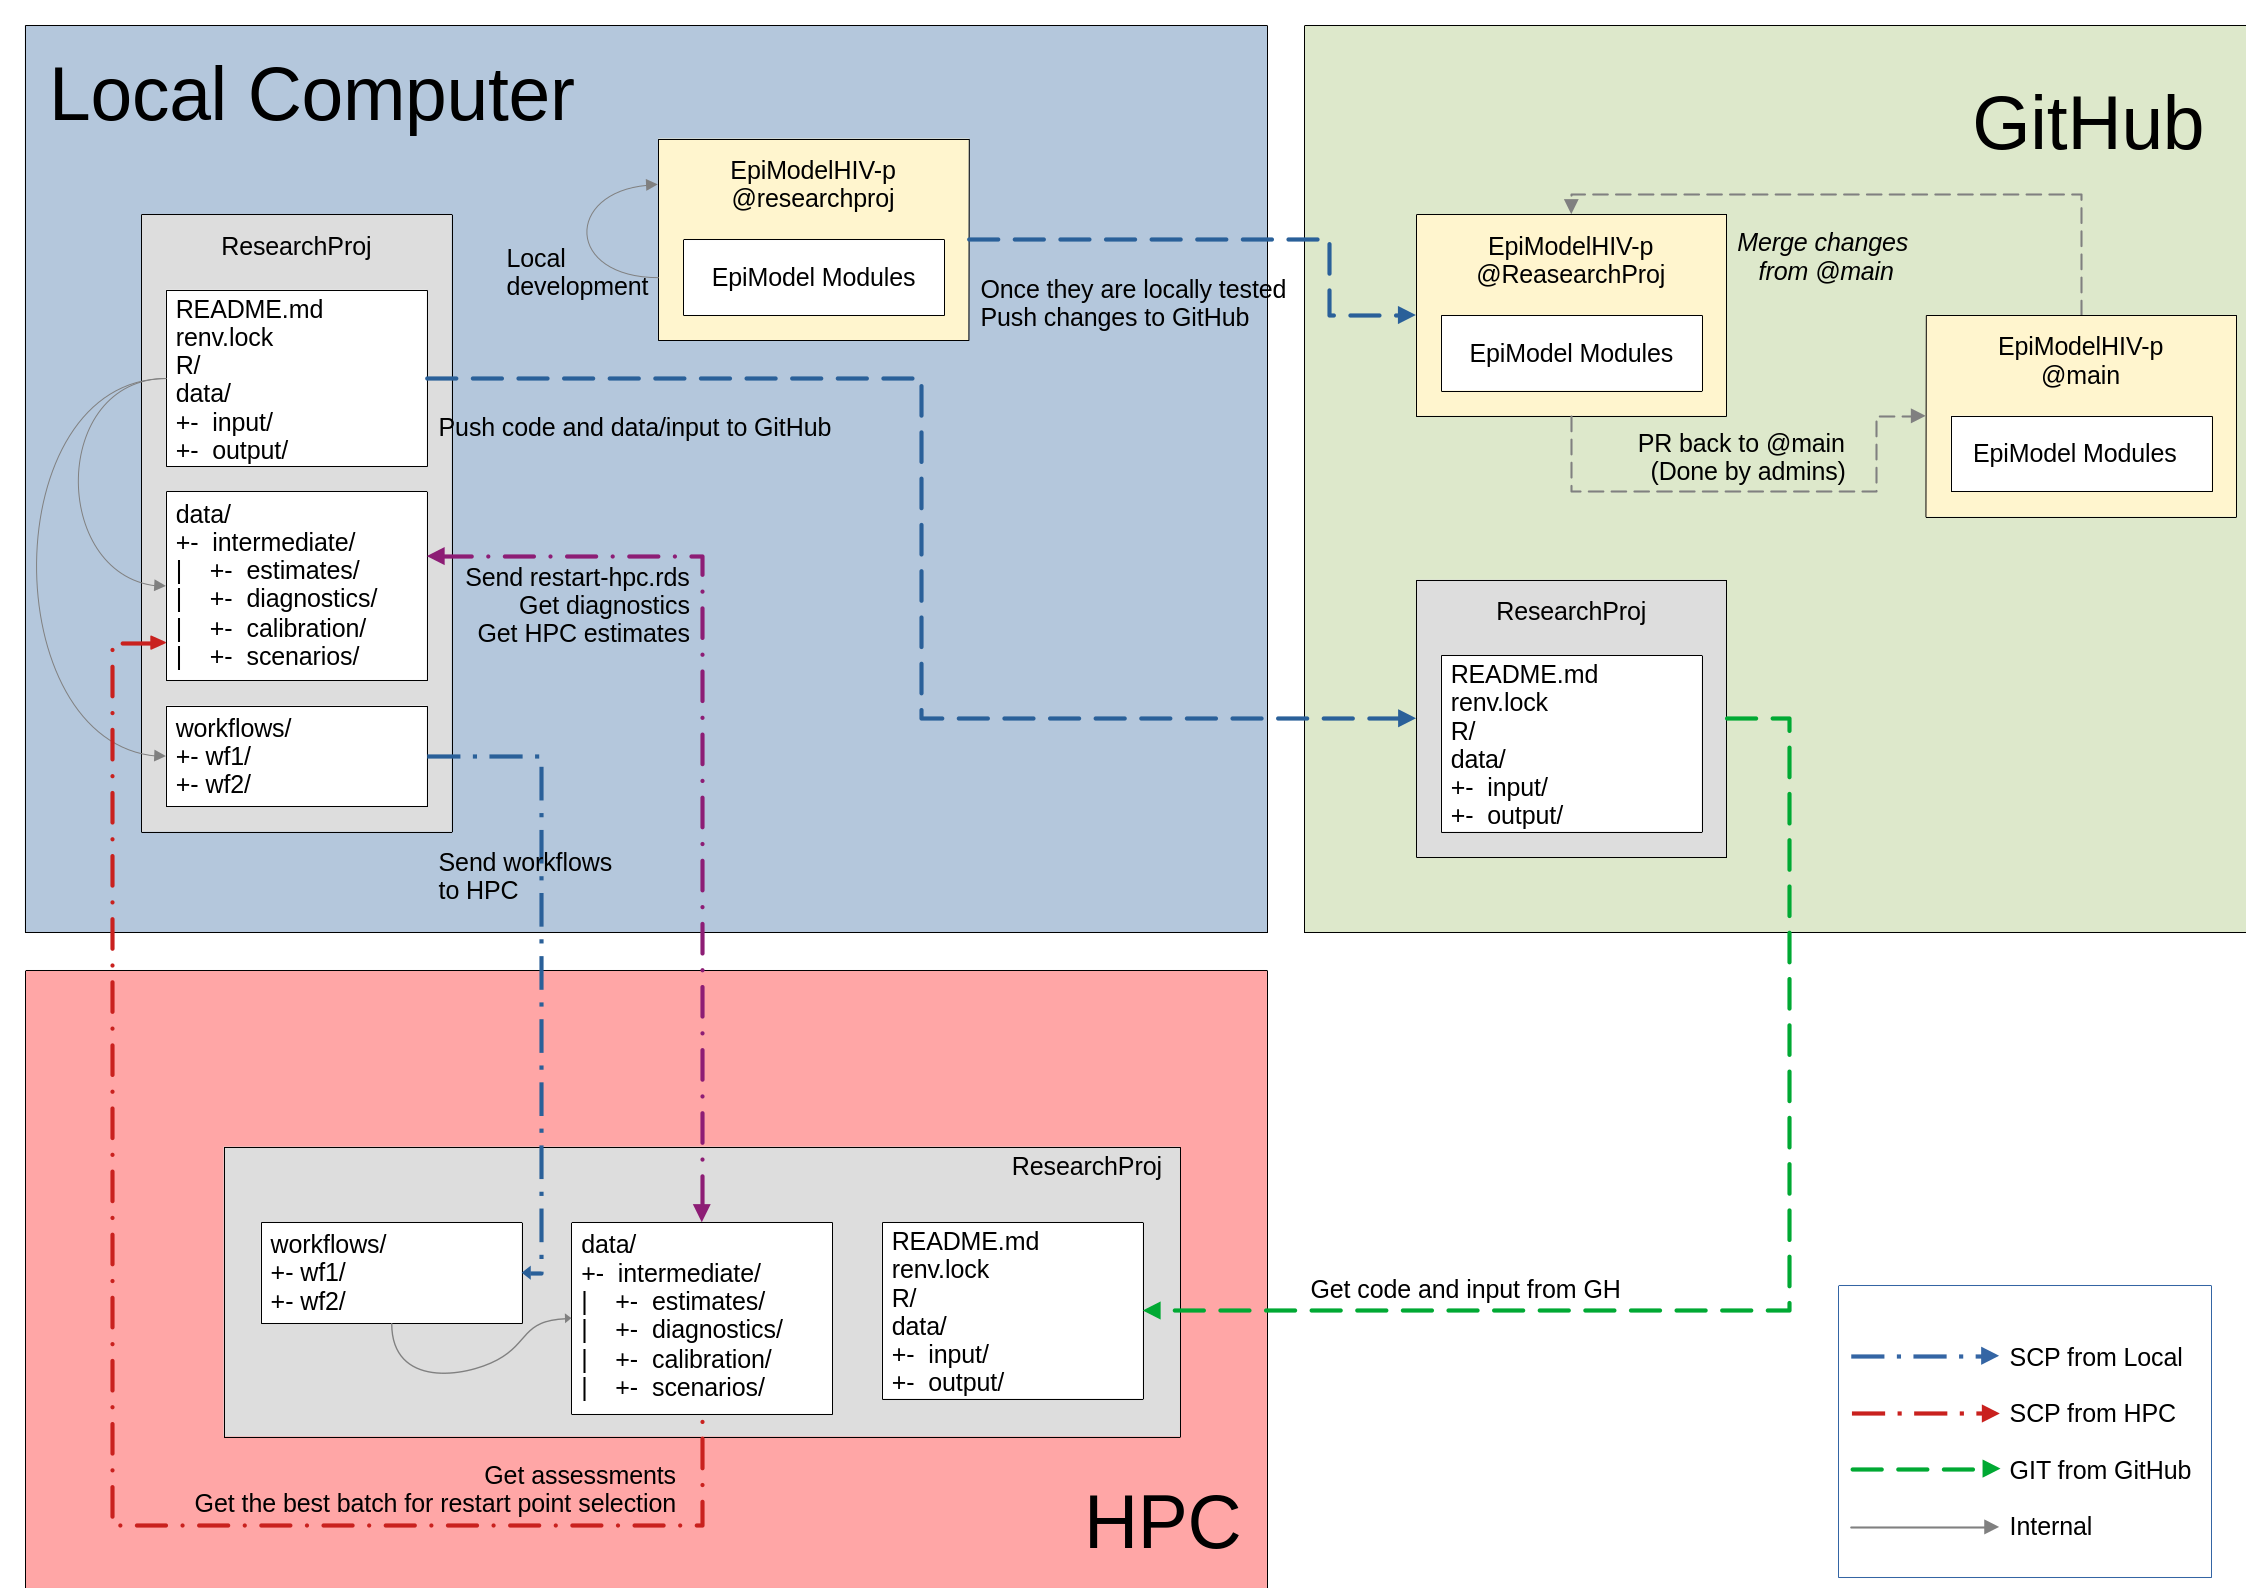 Local Computer
EpiModelHIV-p
@researchproj
EpiModel Modules
Local
development
Once they are locally tested
Push changes to GitHub
ResearchProj
README.md
renv.lock
R/
data/
+- input/
+- output/
Push code and data/input to GitHub
data/
+- intermediate/
| +- estimates/
| +- diagnostics/
| +- calibration/
| +- scenarios/
Send restart-hpc.rds
Get diagnostics
Get HPC estimates
workflows/
+- wf1/
+- wf2/
Send workflows
to HPC
GitHub
EpiModelHIV-p
@ReasearchProj
EpiModel Modules
Merge changes
from @main
EpiModelHIV-p
@main
EpiModel Modules
PR back to @main
(Done by admins)
ResearchProj
README.md
renv.lock
R/
data/
+- input/
+- output/
ResearchProj
workflows/
+- wf1/
+- wf2/
data/
+- intermediate/
| +- estimates/
| +- diagnostics/
| +- calibration/
| +- scenarios/
README.md
renv.lock
R/
data/
+- input/
+- output/
Get assessments
Get the best batch for restart point selection
HPC
Get code and input from GH
SCP from Local
SCP from HPC
GIT from GitHub
Internal